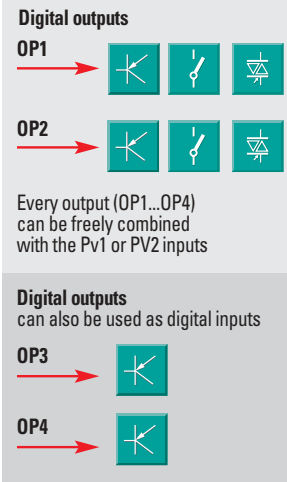 Digital outputs
OP1
OP2
Every output (OP1...OP4)
can be freely combined
with the Pv1 or PV2 inputs
Digital outputs
can also be used as digital inputs
OP3
OP4